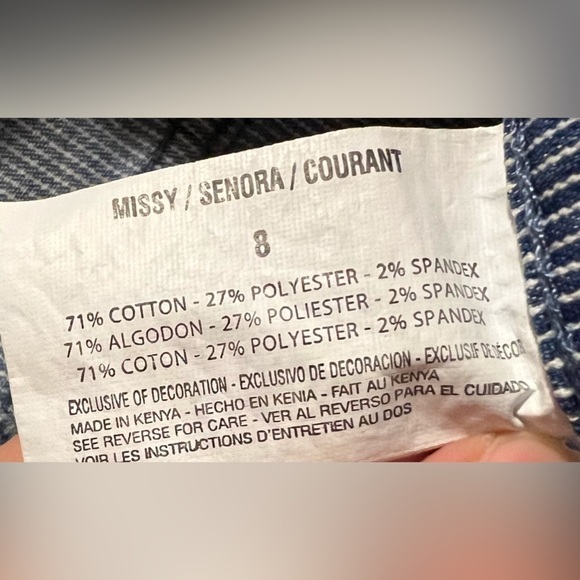 MISSY / SENORA / COURANT
8
71% COTTON - 27% POLYESTER - 2% SPANDEX
71% ALGODON - 27% POLIESTER - 2% SPANDEX
71% COTON - 27% POLYESTER - 2% SPANDEX
EXCLUSIVE OF DECORATION - EXCLUSIVO DE DECORACION - EXCLUSIF DE
MADE IN KENYA - HECHO EN KENIA - FAIT AU KENYA
SEE REVERSE FOR CARE - VER AL REVERSO PARA EL CUIDADO
VOIR LES INSTRUCTIONS D'ENTRETIEN AU DOS